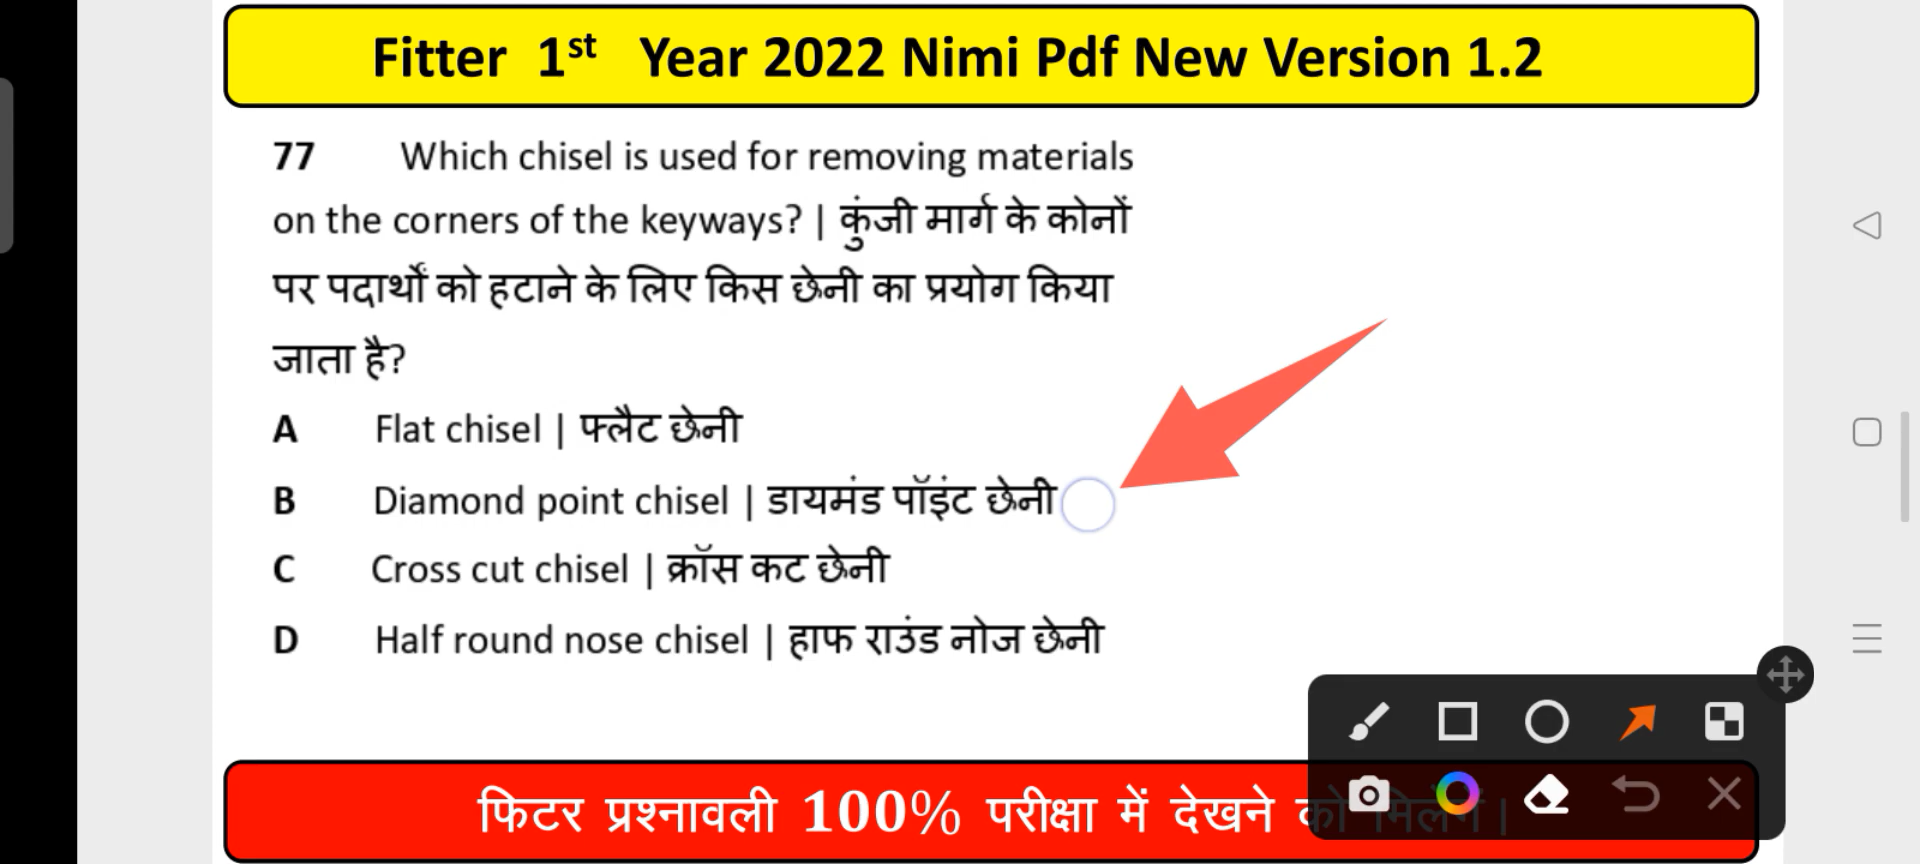 Fitter 1st Year 2022 Nimi Pdf New Version 1.2
77 Which chisel is used for removing materials
on the corners of the keyways? | कुंजी मार्ग के कोनों
पर पदार्थों को हटाने के लिए किस छेनी का प्रयोग किया
जाता है?
A Flat chisel | फ्लैट छेनी
B Diamond point chisel | डायमंड पॉइंट छेनी
C Cross cut chisel | क्रॉस कट छेनी
D Half round nose chisel | हाफ राउंड नोज छेनी
फिटर प्रश्नावली 100% परीक्षा में देखने को मिलेंगे |